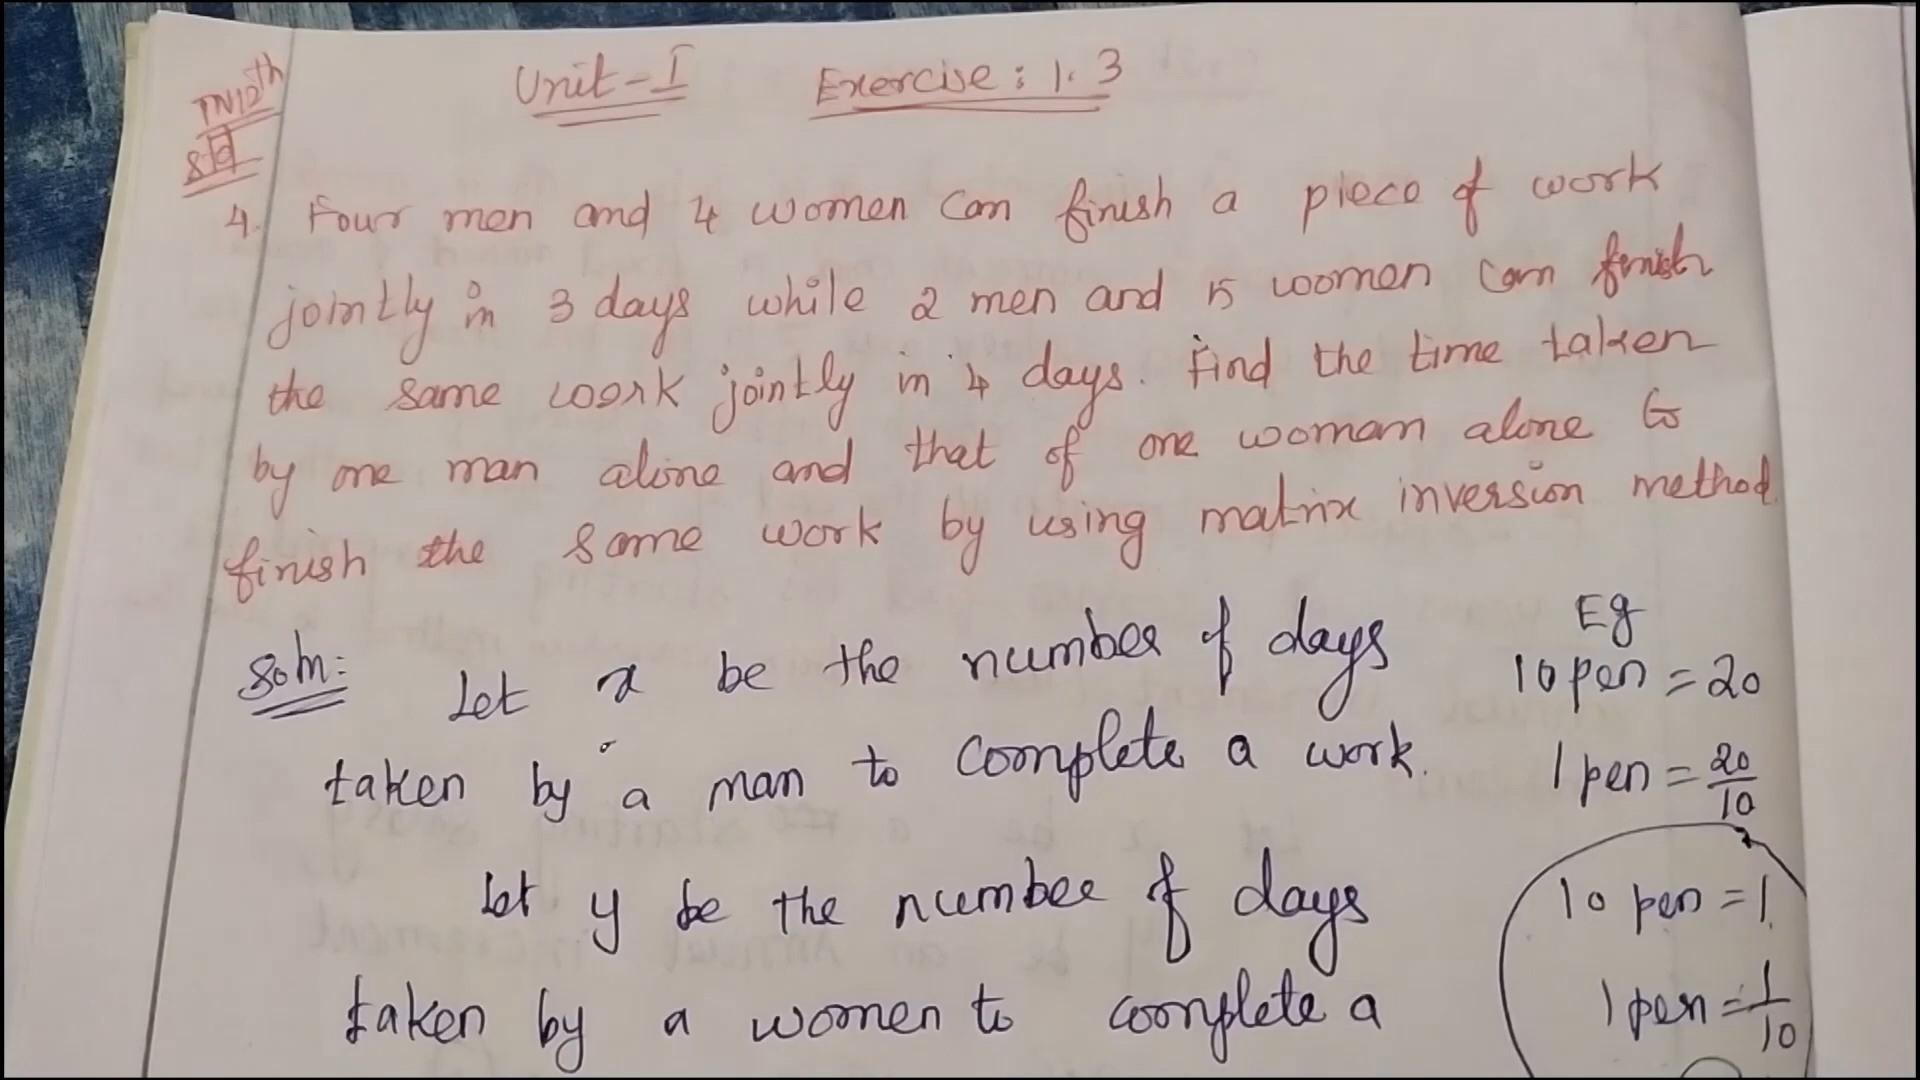 TN12th
Std
Unit-I Exercise: 1.3
4. Four men and 4 women can finish a piece of work
jointly in 3 days while 2 men and 5 women can finish
the same work jointly in 4 days. Find the time taken
by one man alone and that of one woman alone to
finish the same work by using matrix inversion method.
Soln:
Let x be the number of days
taken by a man to complete a work.
Let y be the number of days
taken by a women to complete a
Eg
10 pen = 20
1 pen = 20/10
10 pen = 1
1 pen = 1/10